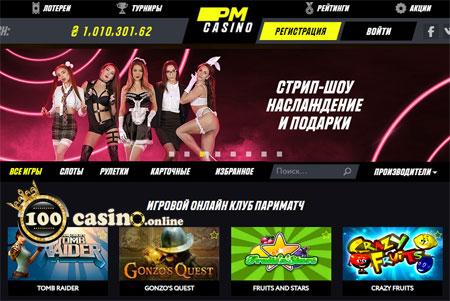 ЛОТЕРЕИ ТУРНИРЫ РЕЙТИНГИ АКЦИИ
PM
CASINO
₴ 1,010,301.62 РЕГИСТРАЦИЯ ВОЙТИ
СТРИП-ШОУ
НАСЛАЖДЕНИЕ
И ПОДАРКИ
ВСЕ ИГРЫ СЛОТЫ РУЛЕТКИ КАРТОЧНЫЕ ИЗБРАННОЕ Поиск... ПРОИЗВОДИТЕЛИ
100 casino.online
ИГРОВОЙ ОНЛАЙН КЛУБ ПАРИМАТЧ
TOMB RAIDER
GONZO'S QUEST
Fruits and Stars
CRAZY FRUITS
TOMB RAIDER GONZO'S QUEST FRUITS AND STARS CRAZY FRUITS